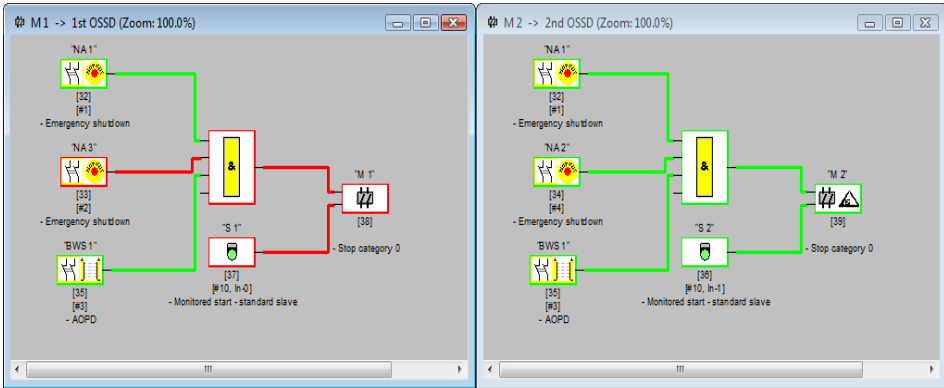 M 1 -> 1st OSSD (Zoom: 100.0%)
"NA 1"
[32]
[#1]
- Emergency shutdown
"NA 3"
[33]
[#2]
- Emergency shutdown
"BWS 1"
[35]
[#3]
- AOPD
&
"S 1"
[37]
[#10, In-0]
- Monitored start - standard slave
"M 1"
[38]
- Stop category 0
M 2 -> 2nd OSSD (Zoom: 100.0%)
"NA 1"
[32]
[#1]
- Emergency shutdown
"NA 2"
[34]
[#4]
- Emergency shutdown
"BWS 1"
[35]
[#3]
- AOPD
&
"S 2"
[36]
[#10, In-1]
- Monitored start - standard slave
"M 2'
[39]
- Stop category 0